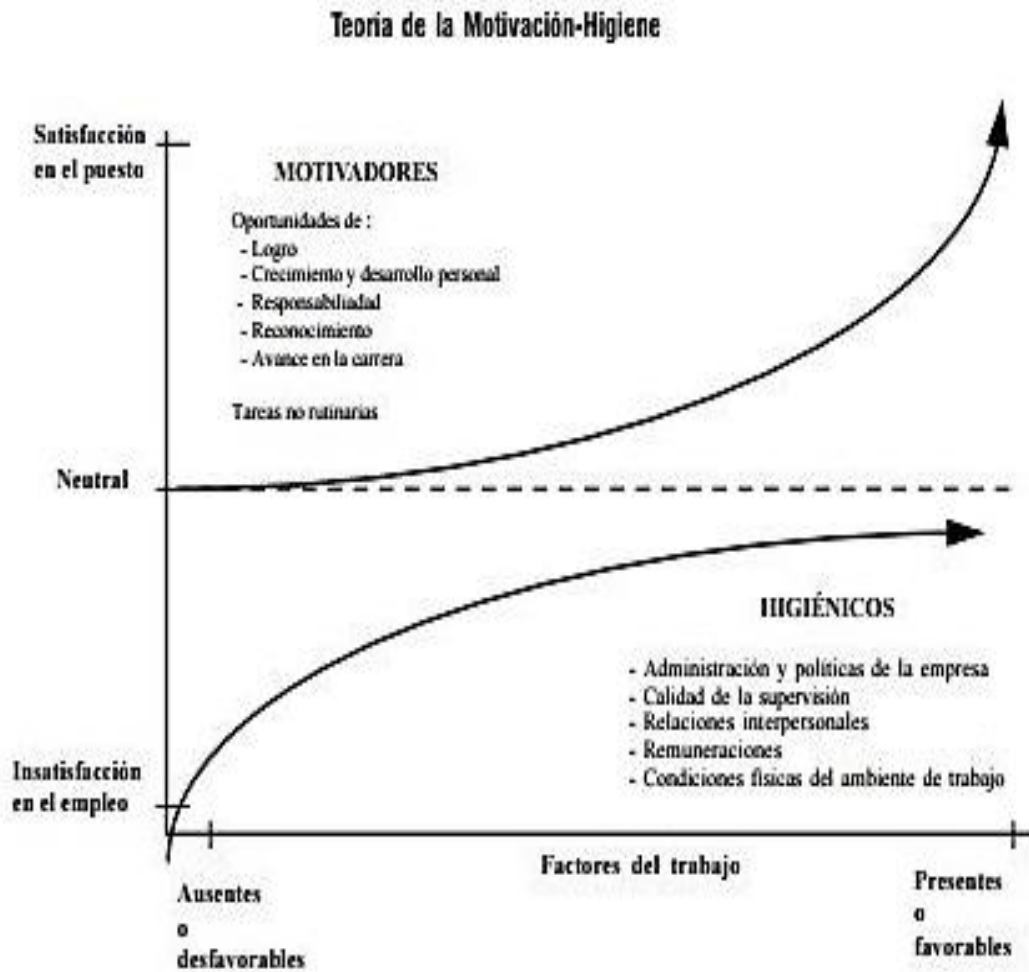 Teoría de la Motivación-Higiene
Satisfacción
en el puesto
MOTIVADORES
Oportunidades de :
- Logro
- Crecimiento y desarrollo personal
- Responsabiliadad
- Reconocimiento
- Avance en la carrera
Tareas no rutinarias
Neutral
HIGIÉNICOS
- Administración y políticas de la empresa
- Calidad de la supervisión
- Relaciones interpersonales
- Remuneraciones
- Condiciones físicas del ambiente de trabajo
Insatisfacción
en el empleo
Factores del trabajo
Ausentes
o
desfavorables
Presentes
o
favorables